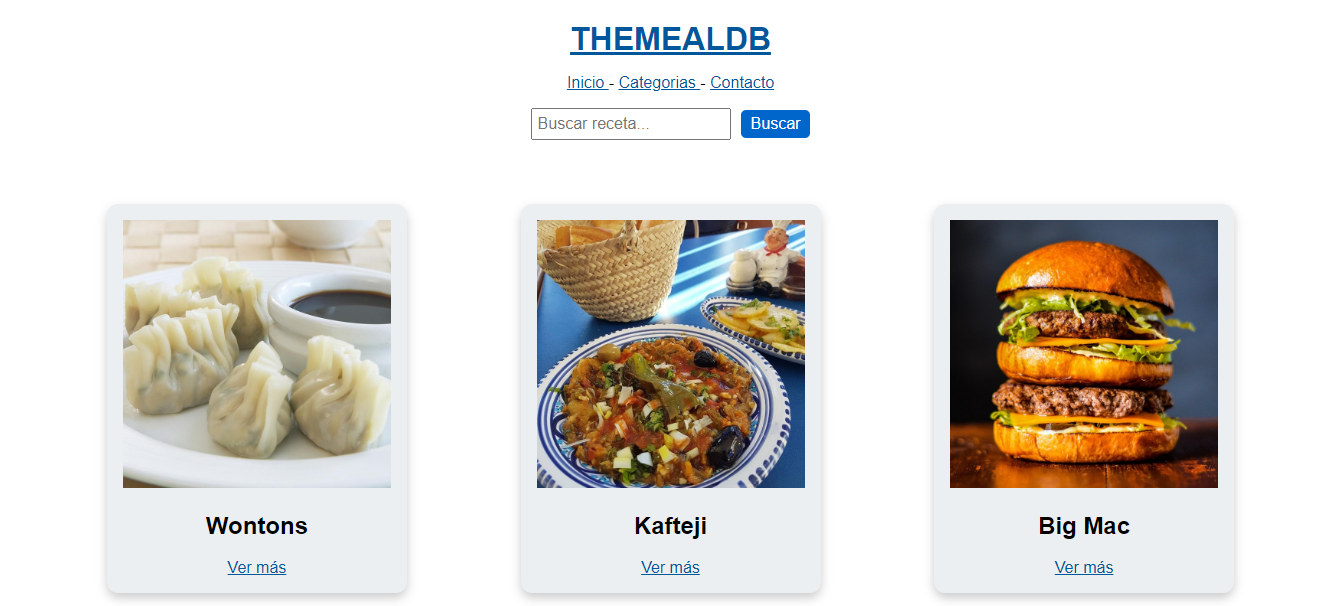 THEMEALDB
Inicio - Categorias - Contacto
Buscar receta... Buscar
Wontons Kafteji Big Mac
Ver más Ver más Ver más